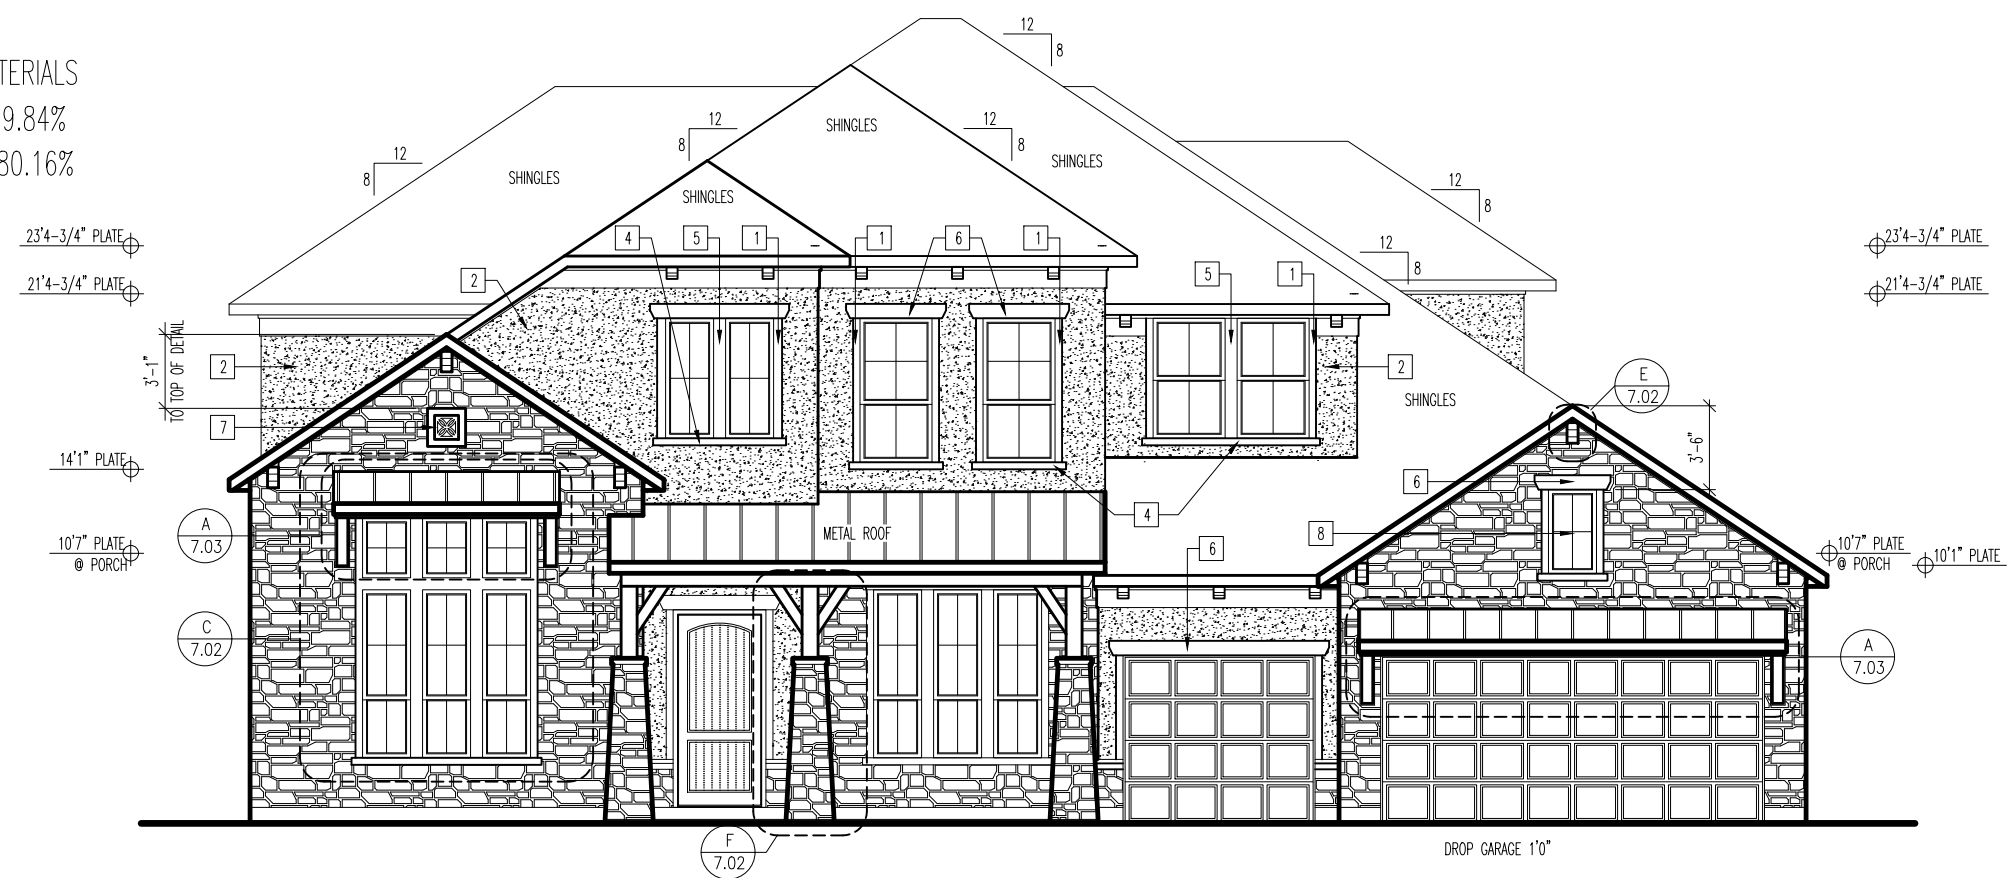 TERIALS
9.84%
80.16%
12
8
12
8
12
8
12
8
12
8
12
8
SHINGLES
SHINGLES
SHINGLES
SHINGLES
SHINGLES
23'4-3/4" PLATE
21'4-3/4" PLATE
14'1" PLATE
10'7" PLATE
@ PORCH
3'-1"
TO TOP OF DETAIL
23'4-3/4" PLATE
21'4-3/4" PLATE
10'7" PLATE
@ PORCH
10'1" PLATE
3'-6"
4
5
1
1
6
1
5
1
2
2
2
7
4
6
8
6
METAL ROOF
A
7.03
C
7.02
E
7.02
A
7.03
F
7.02
DROP GARAGE 1'0"